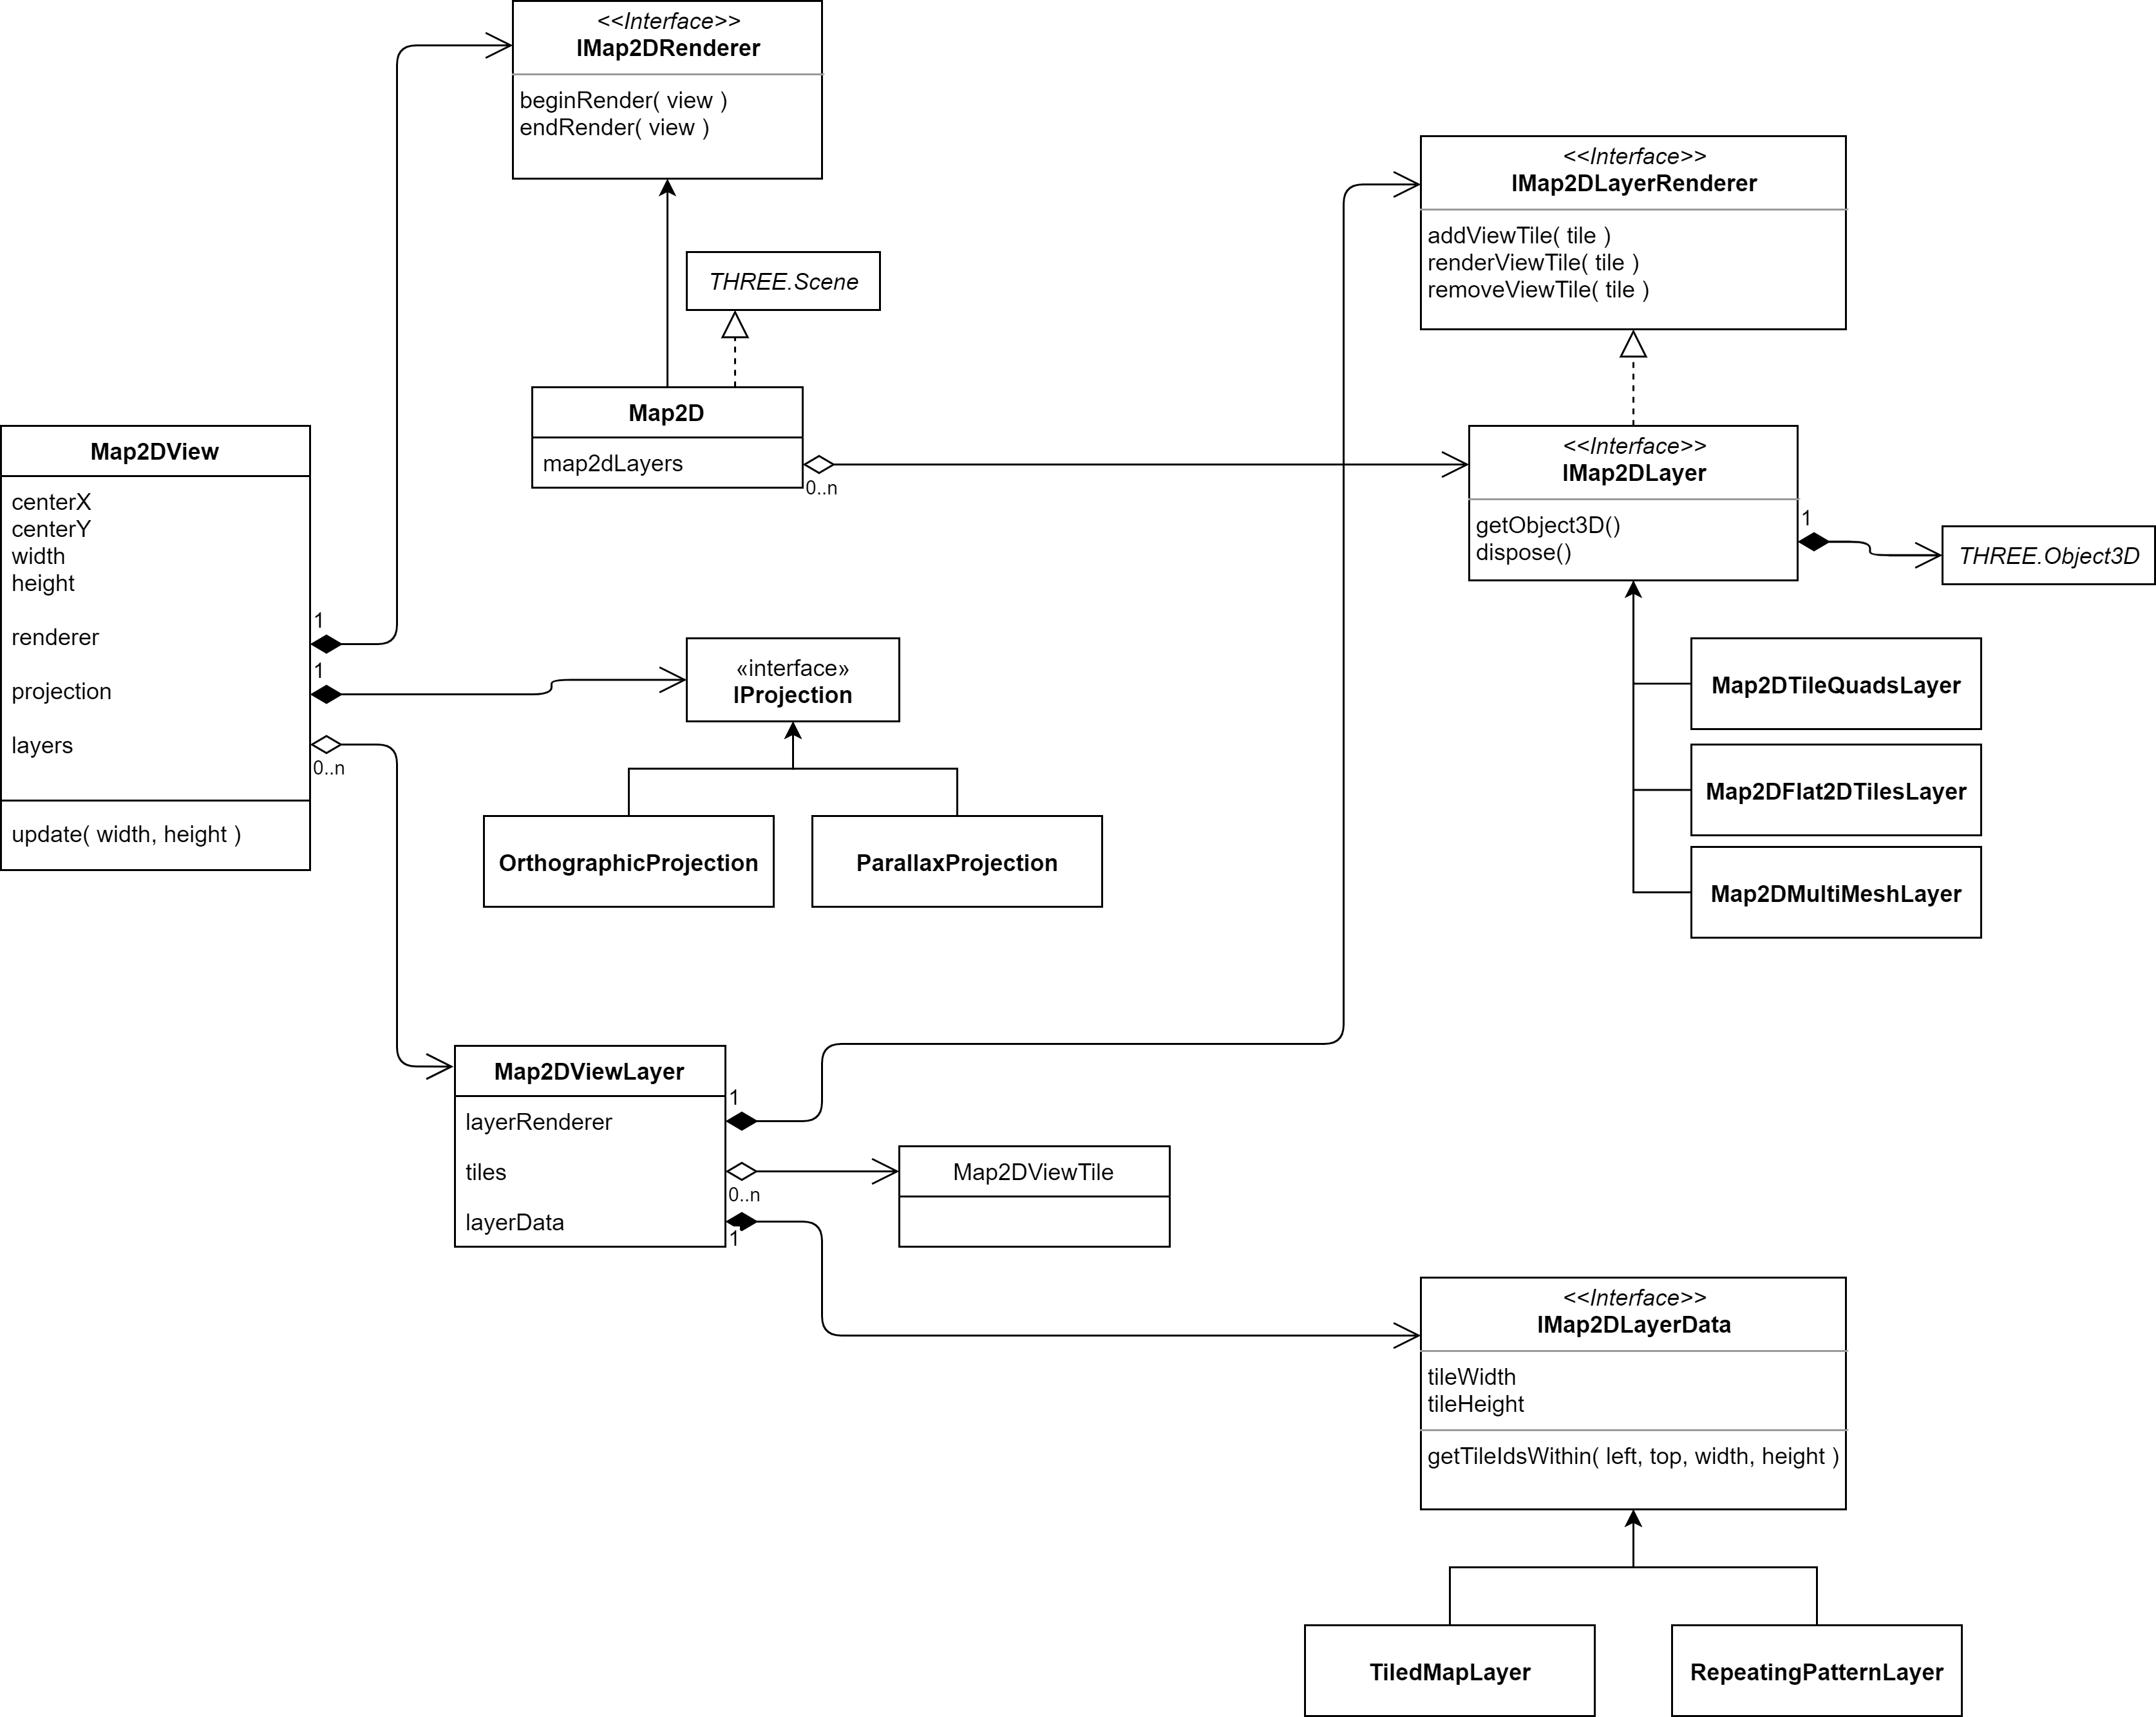 <<Interface>>
IMap2DRenderer
beginRender( view )
endRender( view )
<<Interface>>
IMap2DLayerRenderer
addViewTile( tile )
renderViewTile( tile )
removeViewTile( tile )
THREE.Scene
Map2D
map2dLayers
0..n
Map2DView
centerX
centerY
width
height
renderer
projection
layers
update( width, height )
1
1
0..n
<<Interface>>
IMap2DLayer
getObject3D()
dispose()
1
THREE.Object3D
«interface»
IProjection
OrthographicProjection
ParallaxProjection
Map2DTileQuadsLayer
Map2DFlat2DTilesLayer
Map2DMultiMeshLayer
Map2DViewLayer
layerRenderer
tiles
layerData
1
0..n
1
Map2DViewTile
<<Interface>>
IMap2DLayerData
tileWidth
tileHeight
getTileIdsWithin( left, top, width, height )
TiledMapLayer
RepeatingPatternLayer